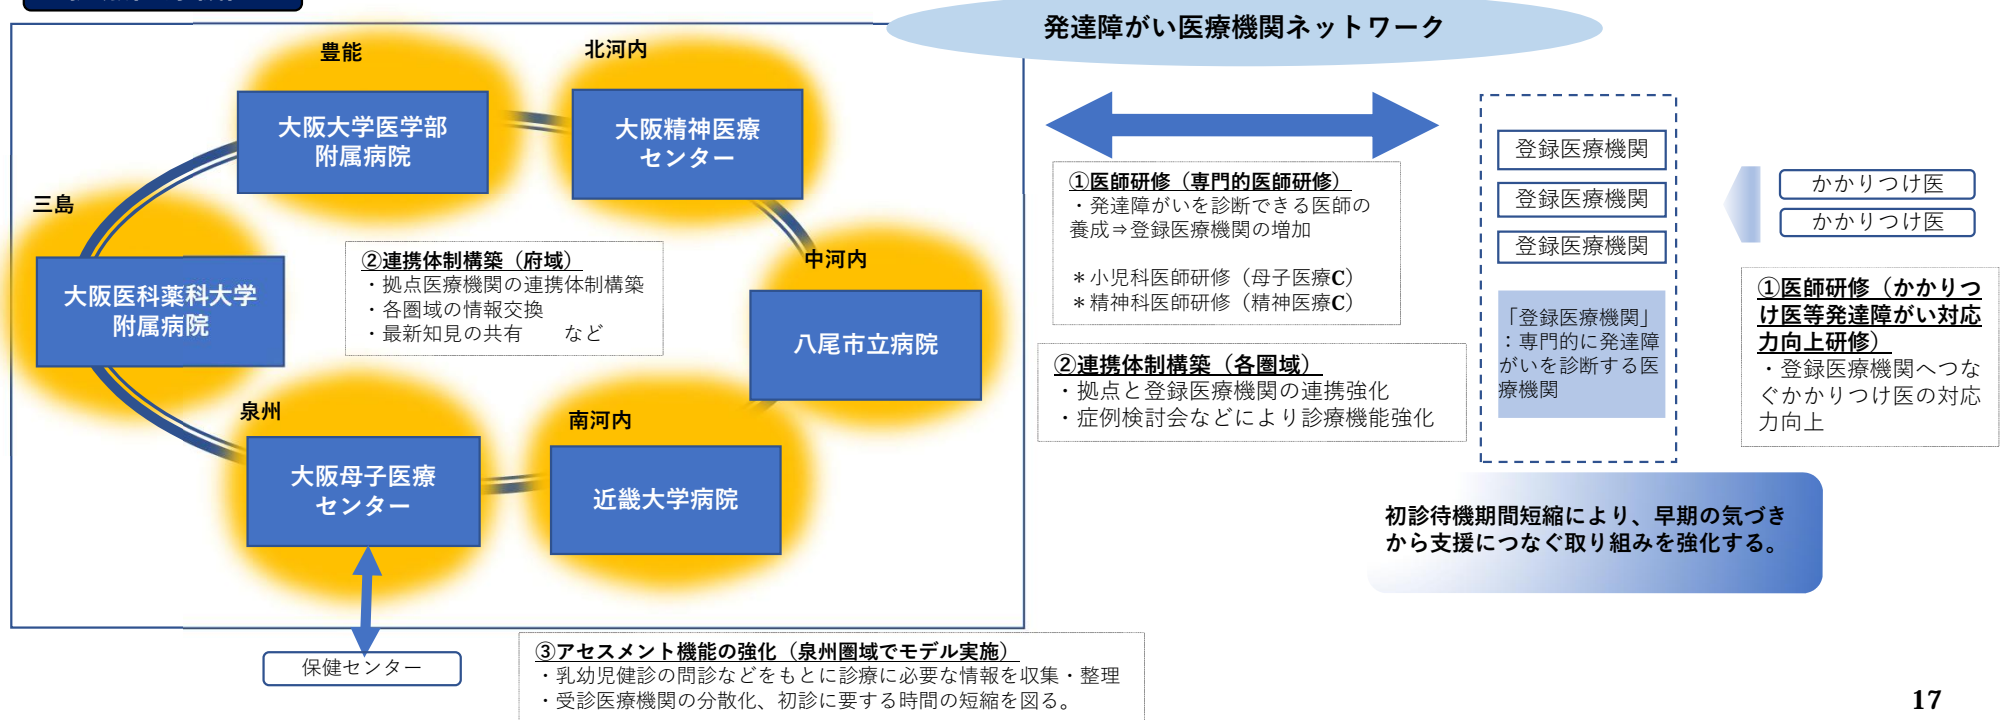 発達障がい医療機関ネットワーク
豊能
大阪大学医学部
附属病院
北河内
大阪精神医療
センター
三島
大阪医科薬科大学
附属病院
②連携体制構築（府域）
・拠点医療機関の連携体制構築
・各圏域の情報交換
・最新知見の共有　　など
中河内
八尾市立病院
泉州
大阪母子医療
センター
南河内
近畿大学病院
保健センター
③アセスメント機能の強化（泉州圏域でモデル実施）
・乳幼児健診の問診などをもとに診療に必要な情報を収集・整理
・受診医療機関の分散化、初診に要する時間の短縮を図る。
①医師研修（専門的医師研修）
・発達障がいを診断できる医師の
養成⇒登録医療機関の増加
＊小児科医師研修（母子医療C）
＊精神科医師研修（精神医療C）
②連携体制構築（各圏域）
・拠点と登録医療機関の連携強化
・症例検討会などにより診療機能強化
登録医療機関
登録医療機関
登録医療機関
「登録医療機関」
：専門的に発達障
がいを診断する医
療機関
かかりつけ医
かかりつけ医
①医師研修（かかりつ
け医等発達障がい対応
力向上研修）
・登録医療機関へつな
ぐかかりつけ医の対応
力向上
初診待機期間短縮により、早期の気づき
から支援につなぐ取り組みを強化する。
17